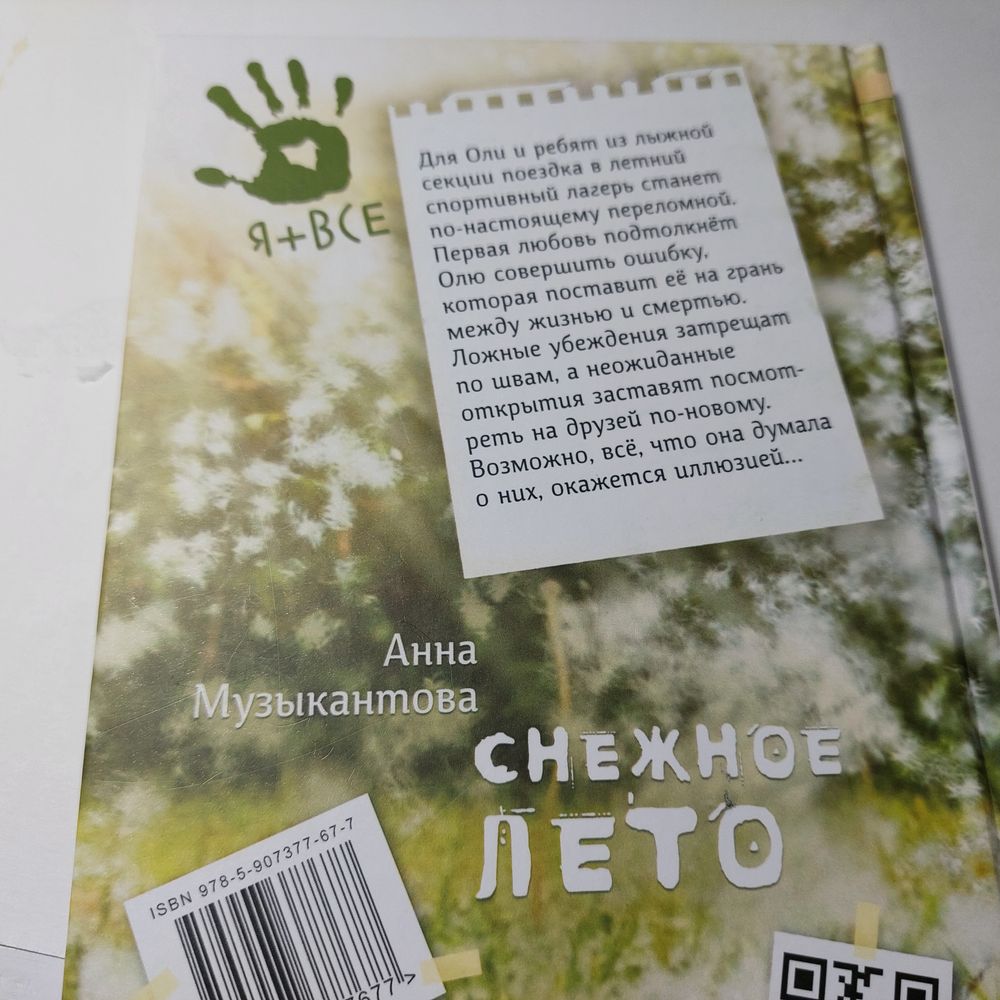 Я+ВСЕ
Для Оли и ребят из лыжной
секции поездка в летний
спортивный лагерь станет
по-настоящему переломной.
Первая любовь подтолкнёт
Олю совершить ошибку,
которая поставит её на грань
между жизнью и смертью.
Ложные убеждения затрещат
по швам, а неожиданные
открытия заставят посмот-
реть на друзей по-новому.
Возможно, всё, что она думала
о них, окажется иллюзией...
Анна
Музыкантова
СНЕЖНОЕ
ЛЕТО
ISBN 978-5-907377-67-7